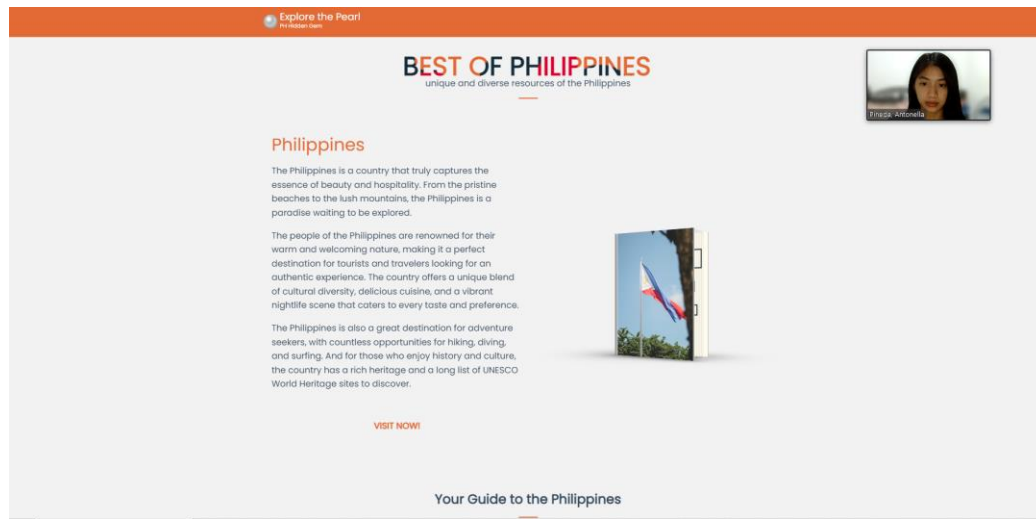 Explore the Pearl
PH Hidden Gem
BEST OF PHILIPPINES
unique and diverse resources of the Philippines
Pineda, Antonella
Philippines
The Philippines is a country that truly captures the
essence of beauty and hospitality. From the pristine
beaches to the lush mountains, the Philippines is a
paradise waiting to be explored.
The people of the Philippines are renowned for their
warm and welcoming nature, making it a perfect
destination for tourists and travelers looking for an
authentic experience. The country offers a unique blend
of cultural diversity, delicious cuisine, and a vibrant
nightlife scene that caters to every taste and preference.
The Philippines is also a great destination for adventure
seekers, with countless opportunities for hiking, diving,
and surfing. And for those who enjoy history and culture,
the country has a rich heritage and a long list of UNESCO
World Heritage sites to discover.
VISIT NOW!
Your Guide to the Philippines